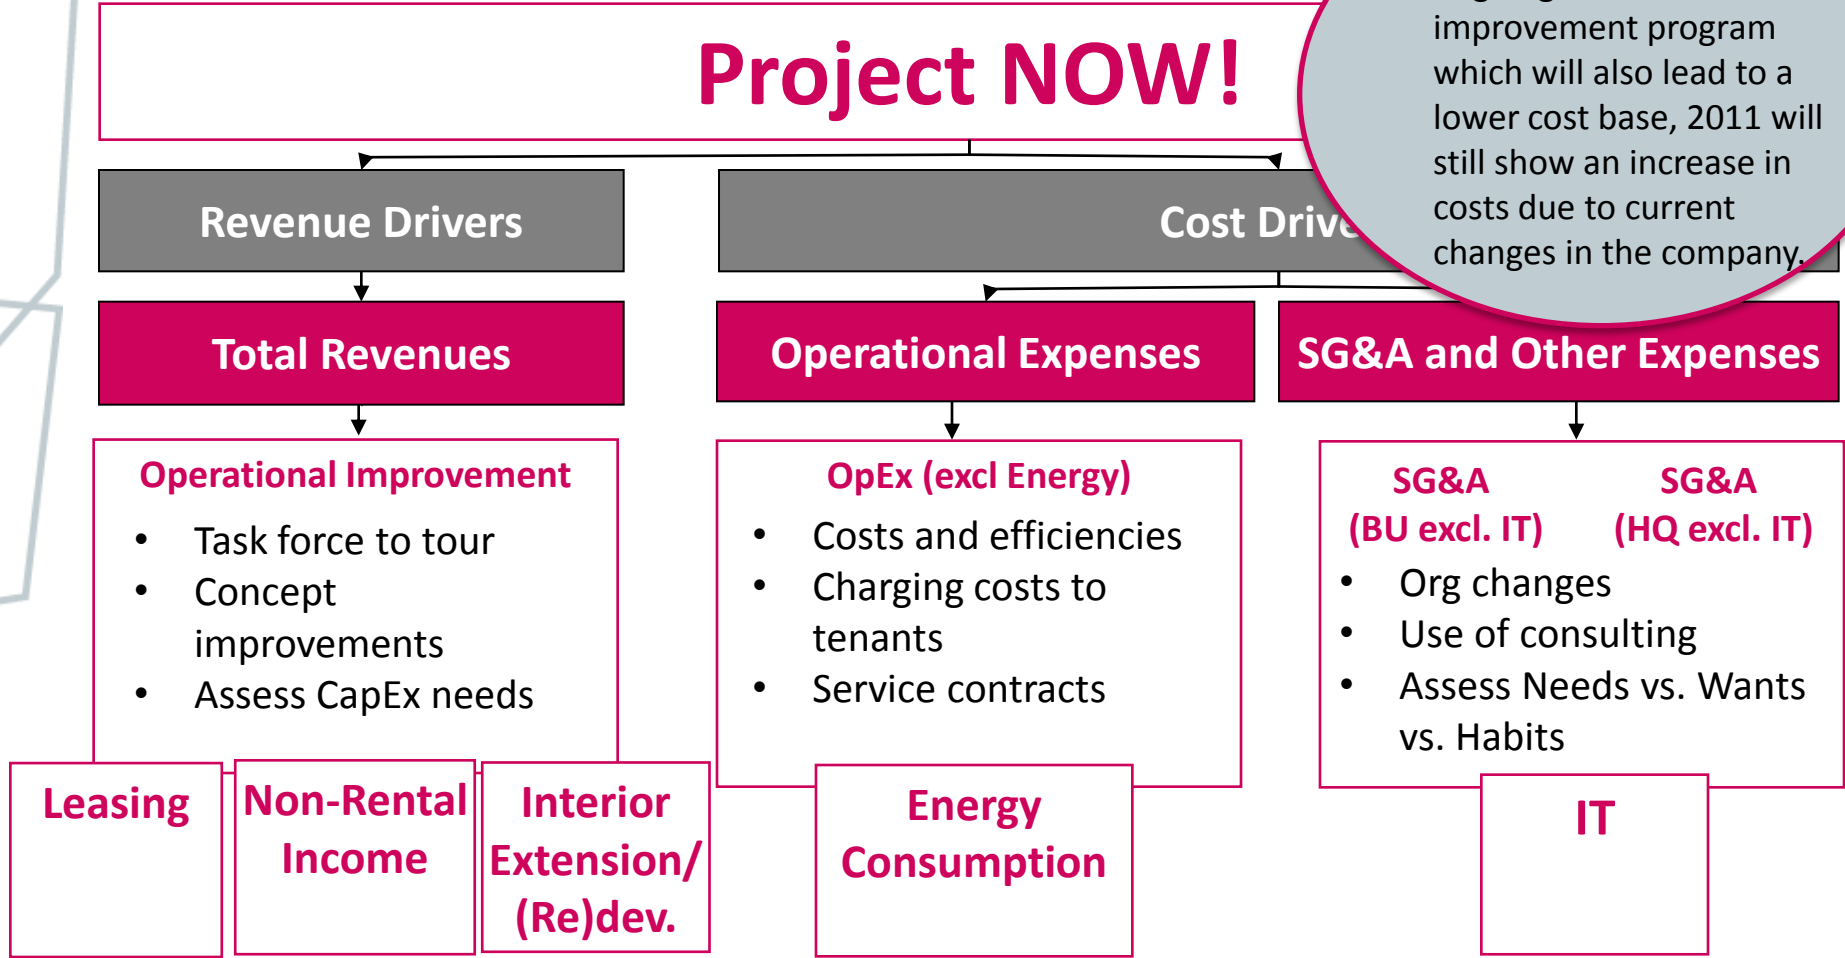 Project NOW!
improvement program
which will also lead to a
lower cost base, 2011 will
still show an increase in
costs due to current
changes in the company.
Revenue Drivers
Cost
Total Revenues
Operational Expenses
SG&A and Other Expenses
Operational Improvement
• Task force to tour
• Concept
improvements
• Assess CapEx needs
OpEx (excl Energy)
• Costs and efficiencies
• Charging costs to
tenants
• Service contracts
SG&A
(BU excl. IT)
SG&A
(HQ excl. IT)
• Org changes
• Use of consulting
• Assess Needs vs. Wants
vs. Habits
Leasing
Non-Rental
Income
Interior
Extension/
(Re)dev.
Energy
Consumption
IT